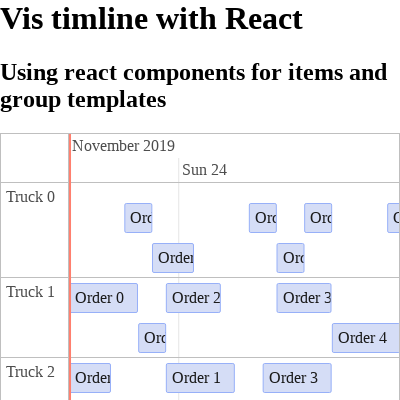 Vis timline with React
Using react components for items and
group templates
November 2019
Sun 24
Truck 0
Truck 1
Order 0
Order 2
Order 3
Order 4
Truck 2
Order
Order 1
Order 3